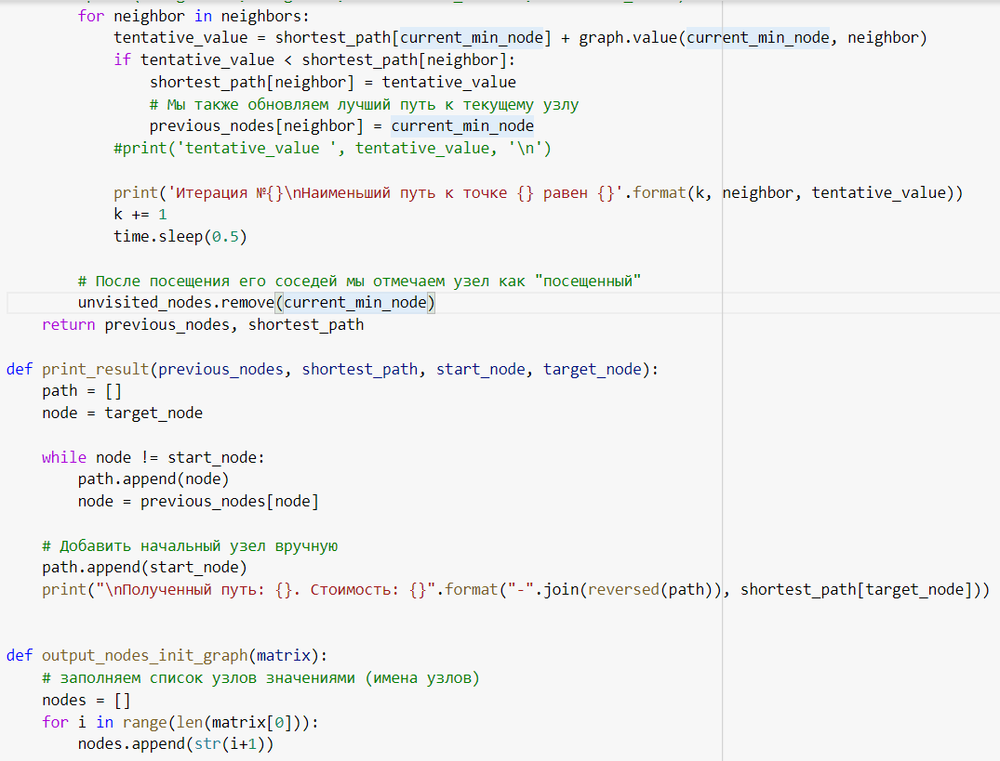 for neighbor in neighbors:
            tentative_value = shortest_path[current_min_node] + graph.value(current_min_node, neighbor)
            if tentative_value < shortest_path[neighbor]:
                shortest_path[neighbor] = tentative_value
                # Мы также обновляем лучший путь к текущему узлу
                previous_nodes[neighbor] = current_min_node
            #print('tentative_value ', tentative_value, '\n')

            print('Итерация №{}\nНаименьший путь к точке {} равен {}'.format(k, neighbor, tentative_value))
            k += 1
            time.sleep(0.5)

        # После посещения его соседей мы отмечаем узел как "посещенный"
        unvisited_nodes.remove(current_min_node)
    return previous_nodes, shortest_path

def print_result(previous_nodes, shortest_path, start_node, target_node):
    path = []
    node = target_node

    while node != start_node:
        path.append(node)
        node = previous_nodes[node]

    # Добавить начальный узел вручную
    path.append(start_node)
    print("\nПолученный путь: {}. Стоимость: {}".format("-".join(reversed(path)), shortest_path[target_node]))


def output_nodes_init_graph(matrix):
    # заполняем список узлов значениями (имена узлов)
    nodes = []
    for i in range(len(matrix[0])):
        nodes.append(str(i+1))